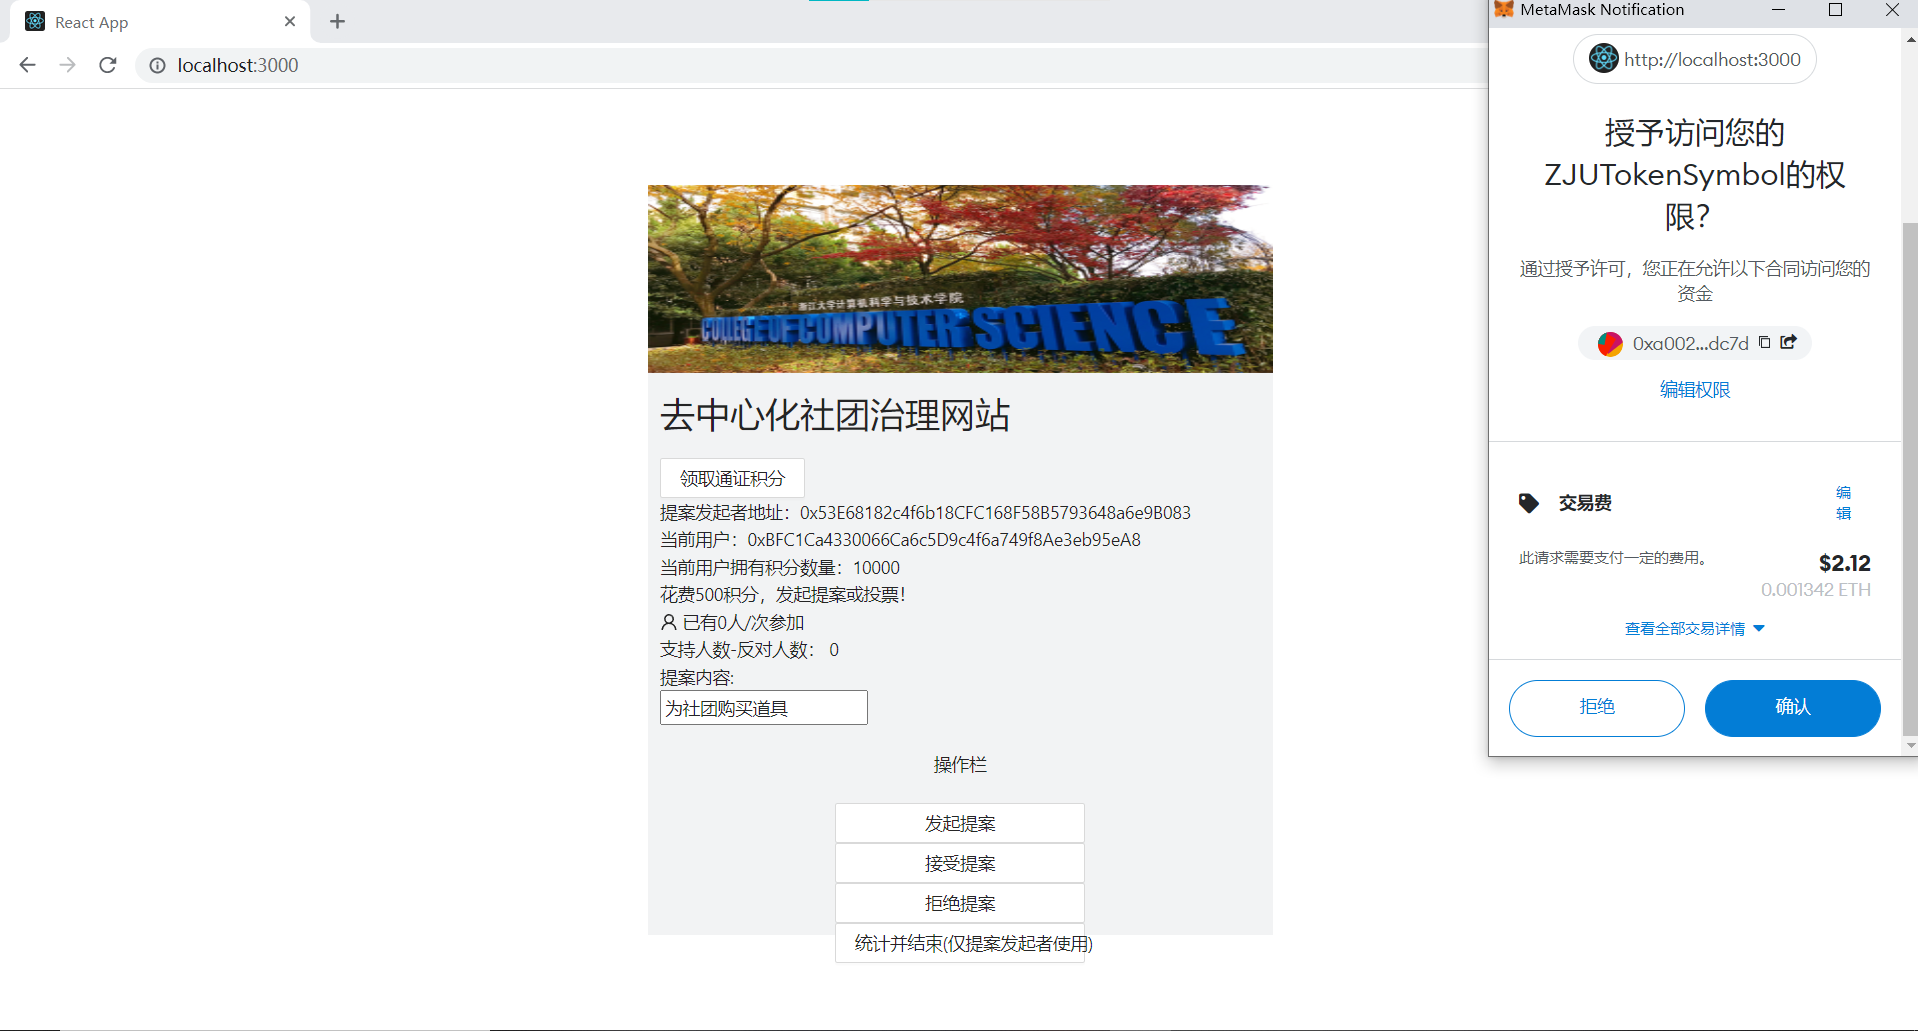 React App
localhost:3000
浙江大学计算机科学与技术学院
COLLEGE OF COMPUTER SCIENCE
去中心化社团治理网站
领取通证积分
提案发起者地址：0x53E68182c4f6b18CFC168F58B5793648a6e9B083
当前用户：0xBFC1Ca4330066Ca6c5D9c4f6a749f8Ae3eb95eA8
当前用户拥有积分数量：10000
花费500积分，发起提案或投票！
已有0人/次参加
支持人数-反对人数： 0
提案内容:
为社团购买道具
操作栏
发起提案
接受提案
拒绝提案
统计并结束(仅提案发起者使用)
MetaMask Notification
http://localhost:3000
授予访问您的
ZJUTokenSymbol的权
限？
通过授予许可，您正在允许以下合同访问您的
资金
0xa002...dc7d
编辑权限
交易费
编
辑
此请求需要支付一定的费用。
$2.12
0.001342 ETH
查看全部交易详情
拒绝
确认